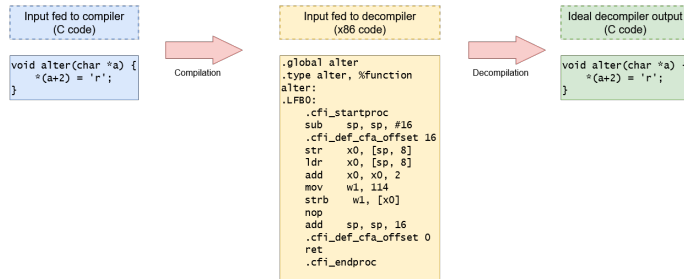 Input fed to compiler
(C code)
void alter(char *a) {
*(a+2) = 'r';
}
Compilation
Input fed to decompiler
(x86 code)
.global alter
.type alter, %function
alter:
.LFB0:
.cfi_startproc
sub sp, sp, #16
.cfi_def_cfa_offset 16
str x0, [sp, 8]
ldr x0, [sp, 8]
add x0, x0, 2
mov w1, 114
strb w1, [x0]
nop
add sp, sp, 16
.cfi_def_cfa_offset 0
ret
.cfi_endproc
Decompilation
Ideal decompiler output
(C code)
void alter(char *a)
*(a+2) = 'r';
}